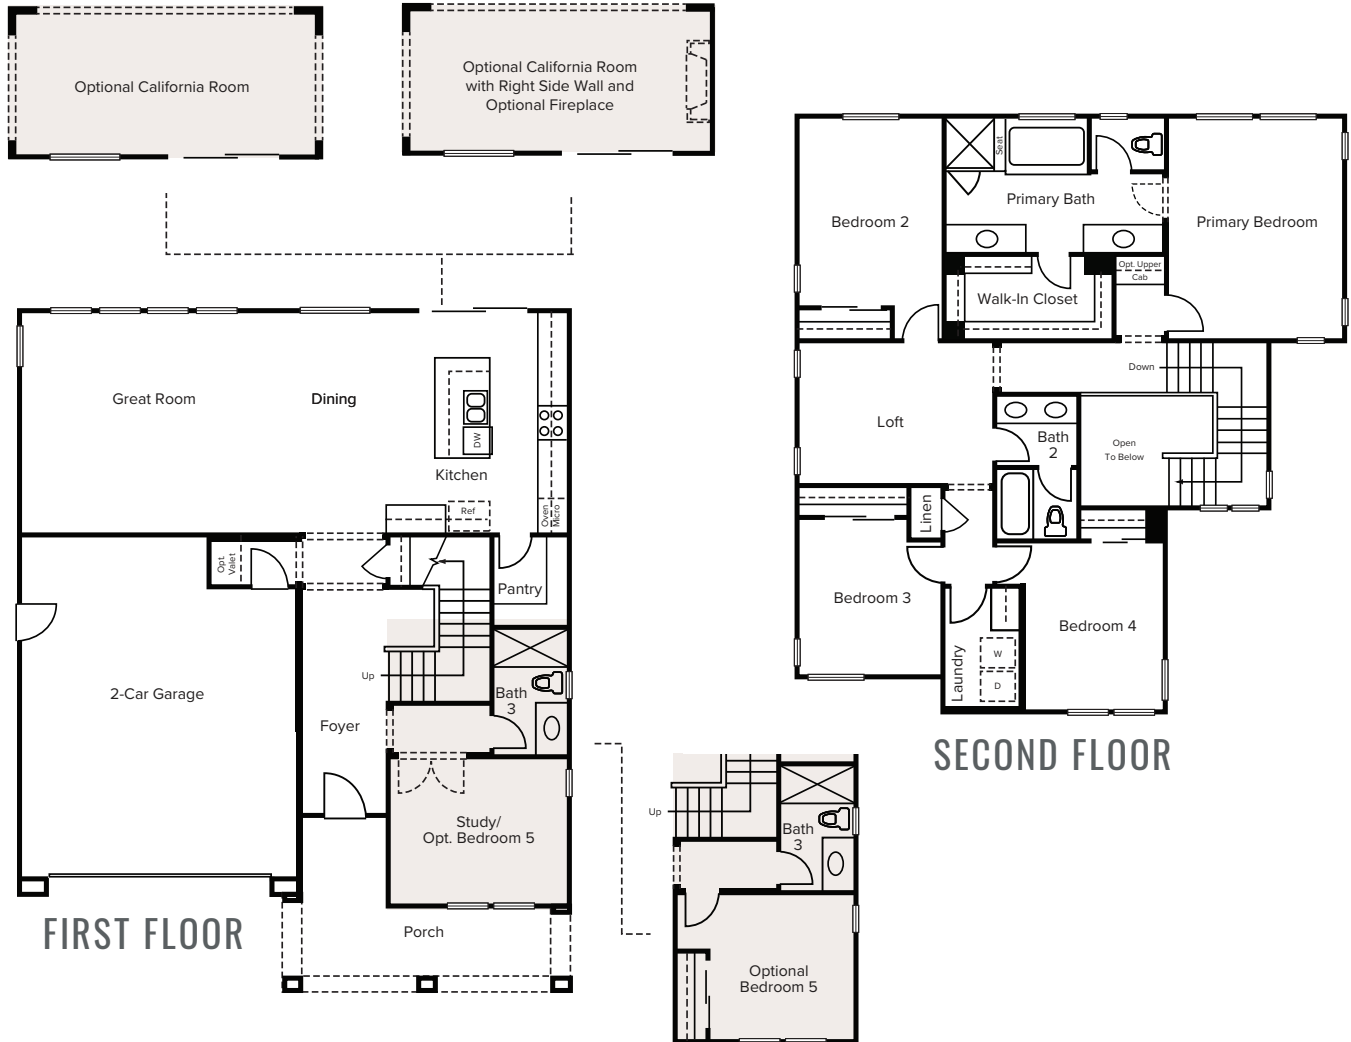 Optional California Room
Optional California Room
with Right Side Wall and
Optional Fireplace
Great Room
Dining
DW
Kitchen
Ref
Oven
Micro
Opt.
Valet
Pantry
2-Car Garage
Up
Bath
3
Foyer
Study/
Opt. Bedroom 5
Porch
FIRST FLOOR
Up
Bath
3
Optional
Bedroom 5
Seat
Primary Bath
Bedroom 2
Primary Bedroom
Opt. Upper
Cab
Walk-In Closet
Down
Loft
Bath
2
Open
To Below
Linen
Bedroom 3
Bedroom 4
Laundry
W
D
SECOND FLOOR